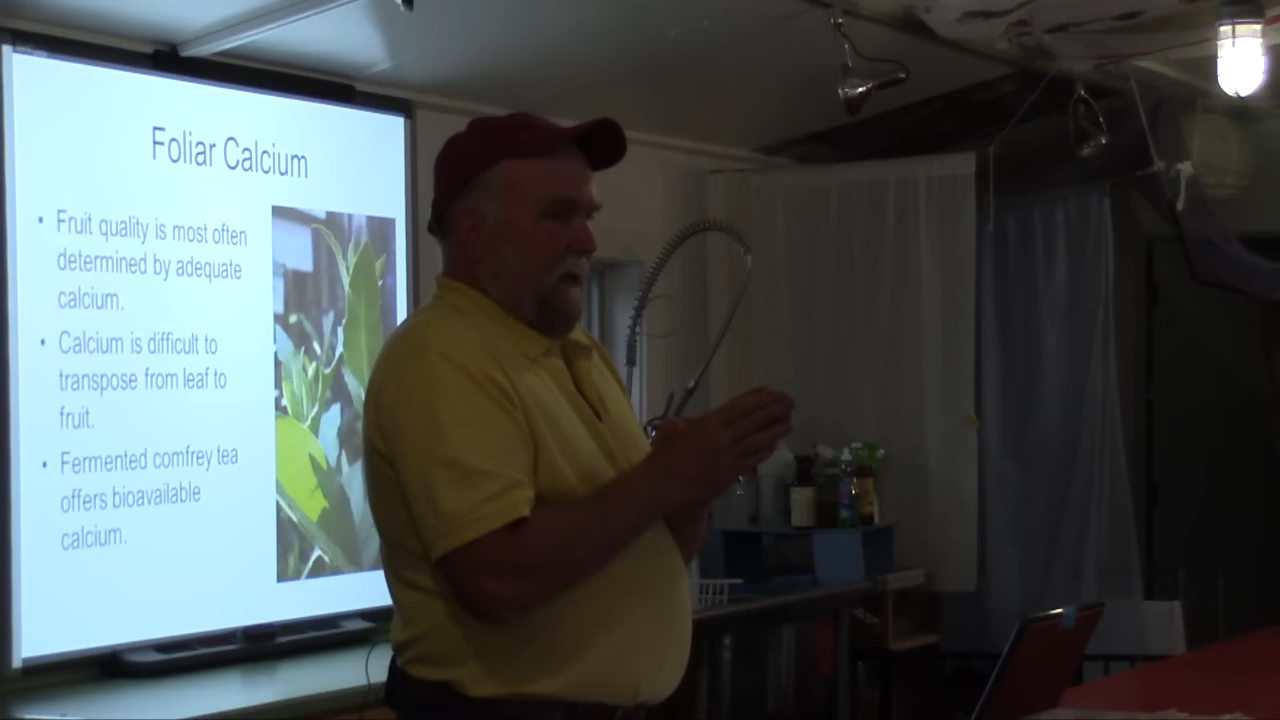 Foliar Calcium
• Fruit quality is most often
determined by adequate
calcium.
• Calcium is difficult to
transpose from leaf to
fruit.
• Fermented comfrey tea
offers bioavailable
calcium.